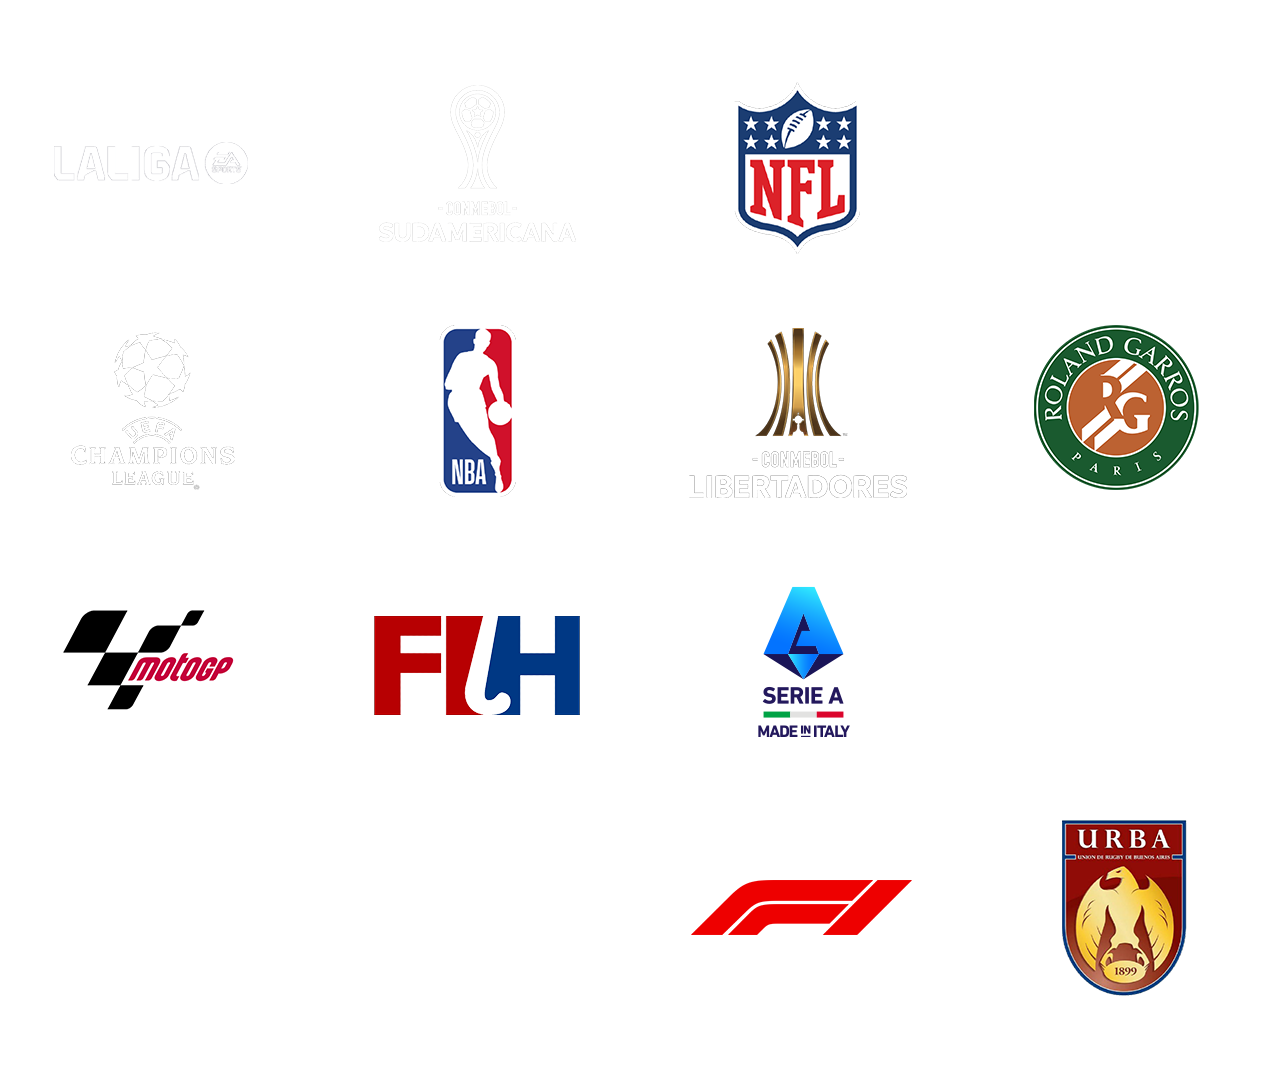 LALIGA
EA
SPORTS
- CONMEBOL -
SUDAMERICANA
NFL
UEFA
CHAMPIONS
LEAGUE
NBA
- CONMEBOL -
LIBERTADORES
ROLAND GARROS
RG
PARIS
motoGP
FIH
SERIE A
MADE IN ITALY
F1
URBA
UNION DE RUGBY DE BUENOS AIRES
1899